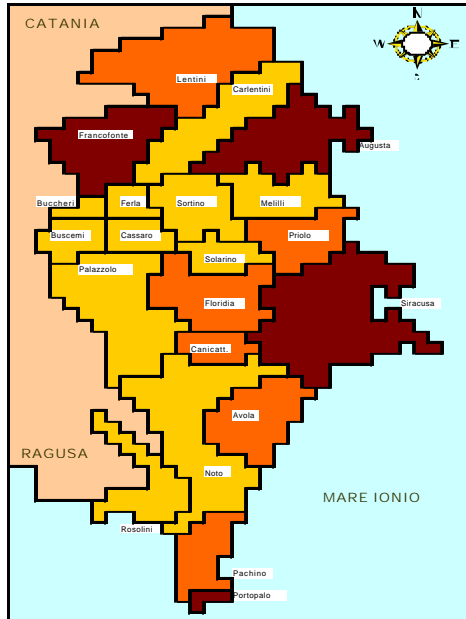 CATANIA
N
W E
S
Lentini
Carlentini
Francofonte
Augusta
Buccheri
Ferla
Sortino
Melilli
Buscemi
Cassaro
Priolo
Solarino
Palazzolo
Floridia
Siracusa
Canicatt.
Avola
RAGUSA
Noto
MARE IONIO
Rosolini
Pachino
Portopalo